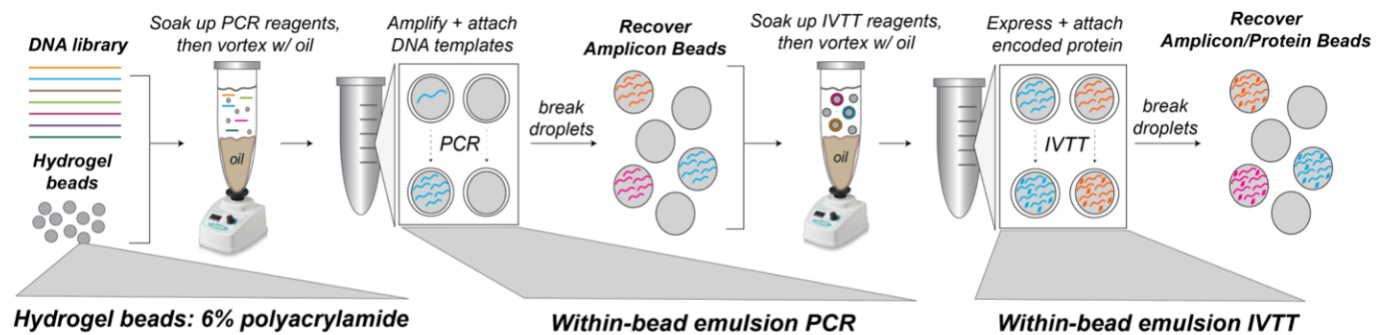 DNA library
Hydrogel
beads
Soak up PCR reagents,
then vortex w/ oil
oil
Amplify + attach
DNA templates
PCR
break
droplets
Recover
Amplicon Beads
Soak up IVTT reagents,
then vortex w/ oil
oil
Express + attach
encoded protein
IVTT
break
droplets
Recover
Amplicon/Protein Beads
Hydrogel beads: 6% polyacrylamide
Within-bead emulsion PCR
Within-bead emulsion IVTT